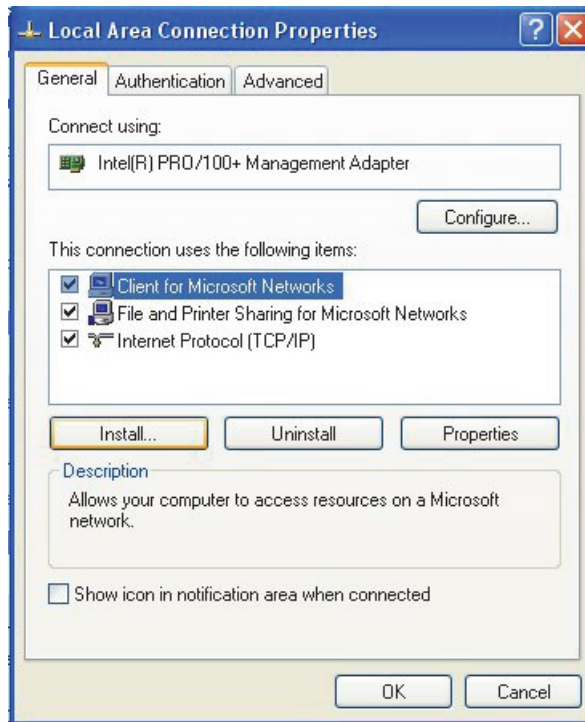 Local Area Connection Properties
General Authentication Advanced
Connect using:
Intel(R) PRO/100+ Management Adapter
Configure...
This connection uses the following items:
Client for Microsoft Networks
File and Printer Sharing for Microsoft Networks
Internet Protocol (TCP/IP)
Install... Uninstall Properties
Description
Allows your computer to access resources on a Microsoft
network.
Show icon in notification area when connected
OK Cancel